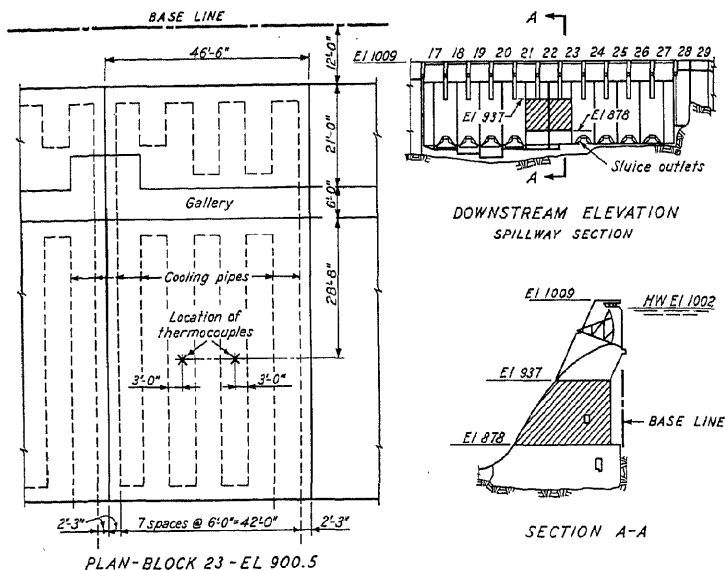 BASE LINE
46'-6"
12'-0"
21'-0"
6'-0"
Gallery
28'-8"
Cooling pipes
Location of
thermocouples
3'-0"
3'-0"
2'-3"
7 spaces @ 6'-0"=42'-0"
2'-3"
PLAN-BLOCK 23-EL 900.5
A
17 18 19 20 21 22 23 24 25 26 27 28 29
El 1009
El 937
El 878
Sluice outlets
A
DOWNSTREAM ELEVATION
SPILLWAY SECTION
El 1009
HW El 1002
El 937
BASE LINE
El 878
SECTION A-A